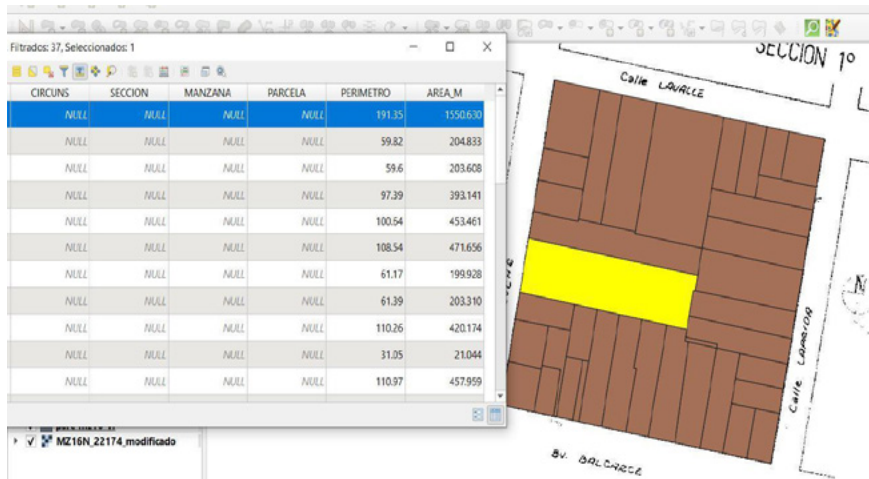 Filtrados: 37, Seleccionados: 1
CIRCUNS SECCION MANZANA PARCELA PERIMETRO AREA_M
NULL NULL NULL NULL 191.35 1550.630
NULL NULL NULL NULL 59.82 204.833
NULL NULL NULL NULL 59.6 203.608
NULL NULL NULL NULL 97.39 393.141
NULL NULL NULL NULL 100.64 453.461
NULL NULL NULL NULL 108.54 471.656
NULL NULL NULL NULL 61.17 199.928
NULL NULL NULL NULL 61.39 203.310
NULL NULL NULL NULL 110.26 420.174
NULL NULL NULL NULL 31.05 21.044
NULL NULL NULL NULL 110.97 457.959
MZ16N_22174_modificado
SECCION 1º
Calle LAVALLE
Calle LAPRIDA
N
BV. BALCARCE